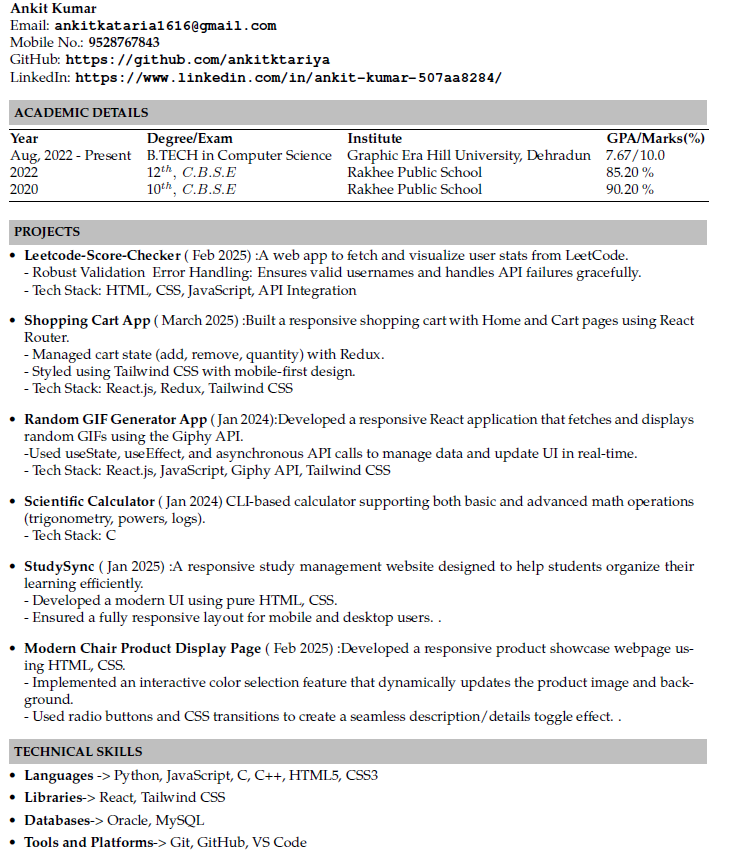 Ankit Kumar
Email: ankitkataria1616@gmail.com
Mobile No.: 9528767843
GitHub: https://github.com/ankitktariya
LinkedIn: https://www.linkedin.com/in/ankit-kumar-507aa8284/
ACADEMIC DETAILS
Year Degree/Exam Institute GPA/Marks(%)
Aug, 2022 - Present B.TECH in Computer Science Graphic Era Hill University, Dehradun 7.67/10.0
2022 12th, C.B.S.E Rakhee Public School 85.20 %
2020 10th, C.B.S.E Rakhee Public School 90.20 %
PROJECTS
• Leetcode-Score-Checker ( Feb 2025) :A web app to fetch and visualize user stats from LeetCode.
- Robust Validation Error Handling: Ensures valid usernames and handles API failures gracefully.
- Tech Stack: HTML, CSS, JavaScript, API Integration
• Shopping Cart App ( March 2025) :Built a responsive shopping cart with Home and Cart pages using React
Router.
- Managed cart state (add, remove, quantity) with Redux.
- Styled using Tailwind CSS with mobile-first design.
- Tech Stack: React.js, Redux, Tailwind CSS
• Random GIF Generator App ( Jan 2024):Developed a responsive React application that fetches and displays
random GIFs using the Giphy API.
-Used useState, useEffect, and asynchronous API calls to manage data and update UI in real-time.
- Tech Stack: React.js, JavaScript, Giphy API, Tailwind CSS
• Scientific Calculator ( Jan 2024) CLI-based calculator supporting both basic and advanced math operations
(trigonometry, powers, logs).
- Tech Stack: C
• StudySync ( Jan 2025) :A responsive study management website designed to help students organize their
learning efficiently.
- Developed a modern UI using pure HTML, CSS.
- Ensured a fully responsive layout for mobile and desktop users. .
• Modern Chair Product Display Page ( Feb 2025) :Developed a responsive product showcase webpage us-
ing HTML, CSS.
- Implemented an interactive color selection feature that dynamically updates the product image and back-
ground.
- Used radio buttons and CSS transitions to create a seamless description/details toggle effect. .
TECHNICAL SKILLS
• Languages -> Python, JavaScript, C, C++, HTML5, CSS3
• Libraries-> React, Tailwind CSS
• Databases-> Oracle, MySQL
• Tools and Platforms-> Git, GitHub, VS Code